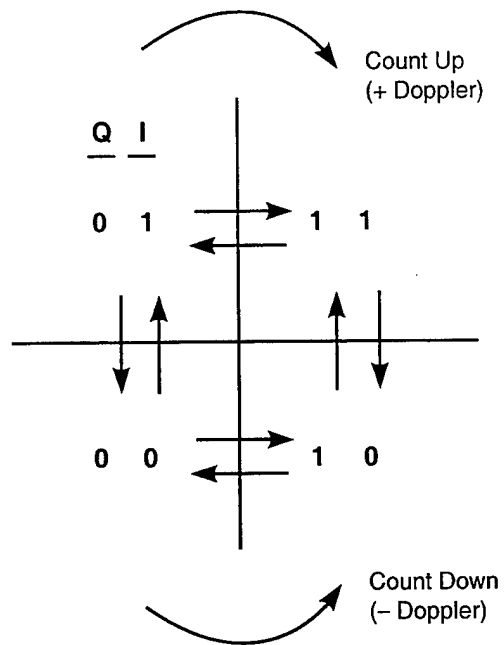 Count Up
(+ Doppler)
Q I
0 1 1 1
0 0 1 0
Count Down
(– Doppler)